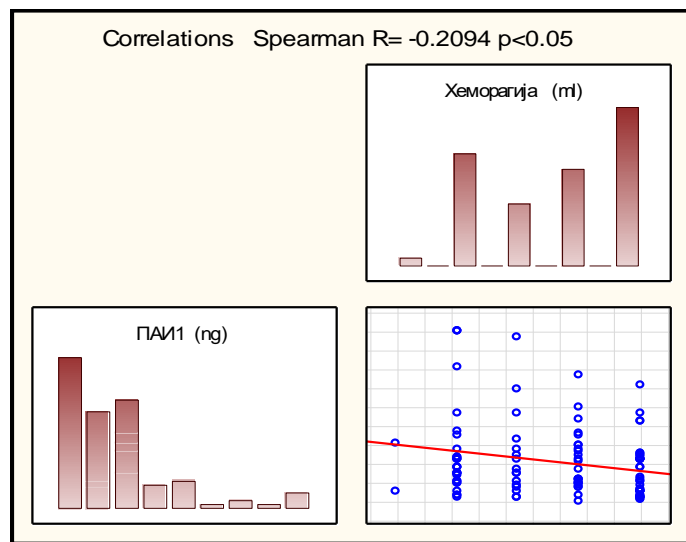 Correlations Spearman R= -0.2094 p<0.05
Хеморагија (ml)
ПАИ1 (ng)